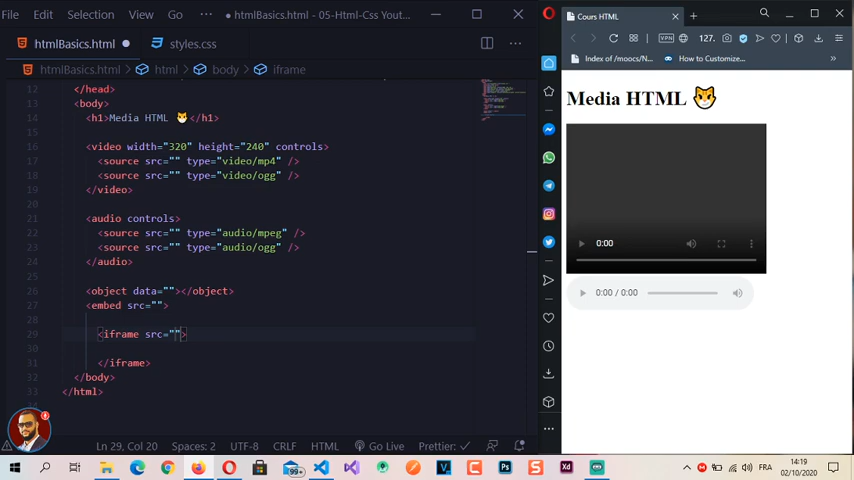 File Edit Selection View Go ··· ● htmlBasics.html - 05-Html-Css Yout...
htmlBasics.html ● styles.css ···
htmlBasics.html > html > body > iframe
12 </head>
13 <body>
14 <h1>Media HTML 🐯</h1>
15
16 <video width="320" height="240" controls>
17 <source src="" type="video/mp4" />
18 <source src="" type="video/ogg" />
19 </video>
20
21 <audio controls>
22 <source src="" type="audio/mpeg" />
23 <source src="" type="audio/ogg" />
24 </audio>
25
26 <object data=""></object>
27 <embed src="">
28
29 <iframe src="">
30
31 </iframe>
32 </body>
33 </html>
Ln 29, Col 20 Spaces: 2 UTF-8 CRLF HTML Go Live Prettier: ✓
Cours HTML
VPN 127.
Index of /moocs/N... How to Customize... »
Media HTML 🐯
0:00
0:00 / 0:00
99+
FRA
14:19
02/10/2020